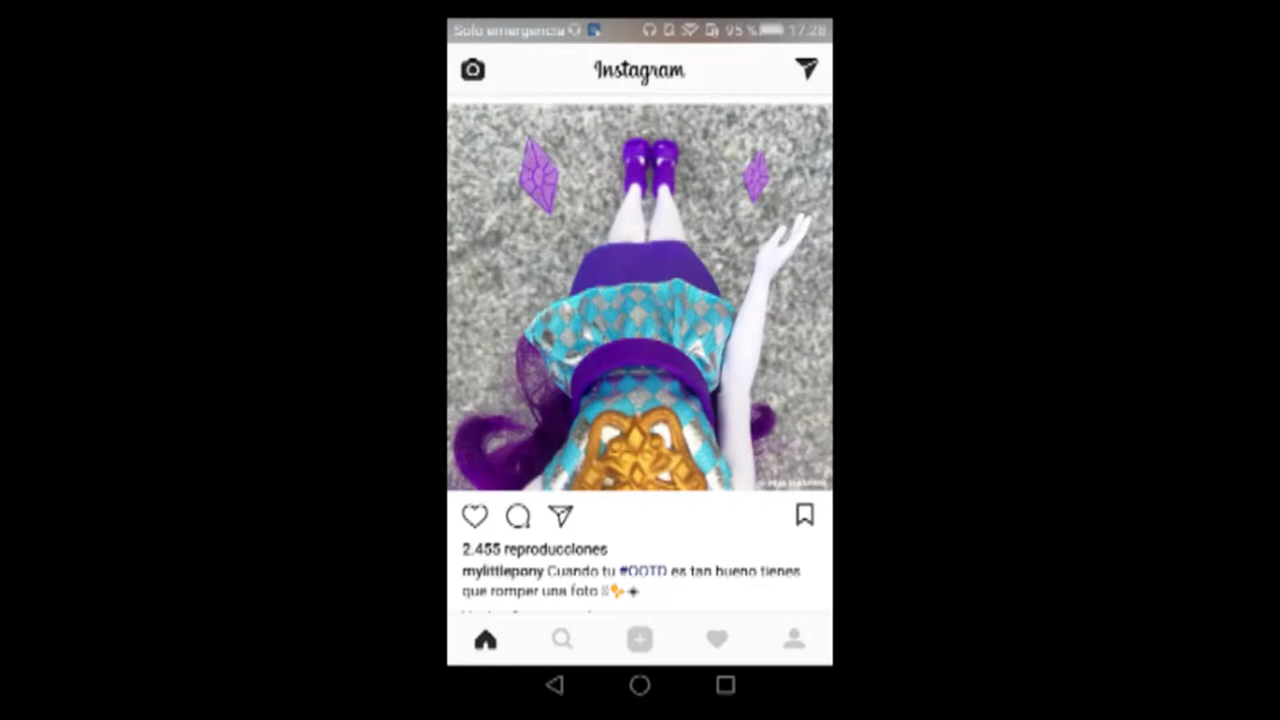 Solo emergencia 95 % 17:28
Instagram
2.455 reproducciones
mylittlepony Cuando tu #OOTD es tan bueno tienes
que romper una foto